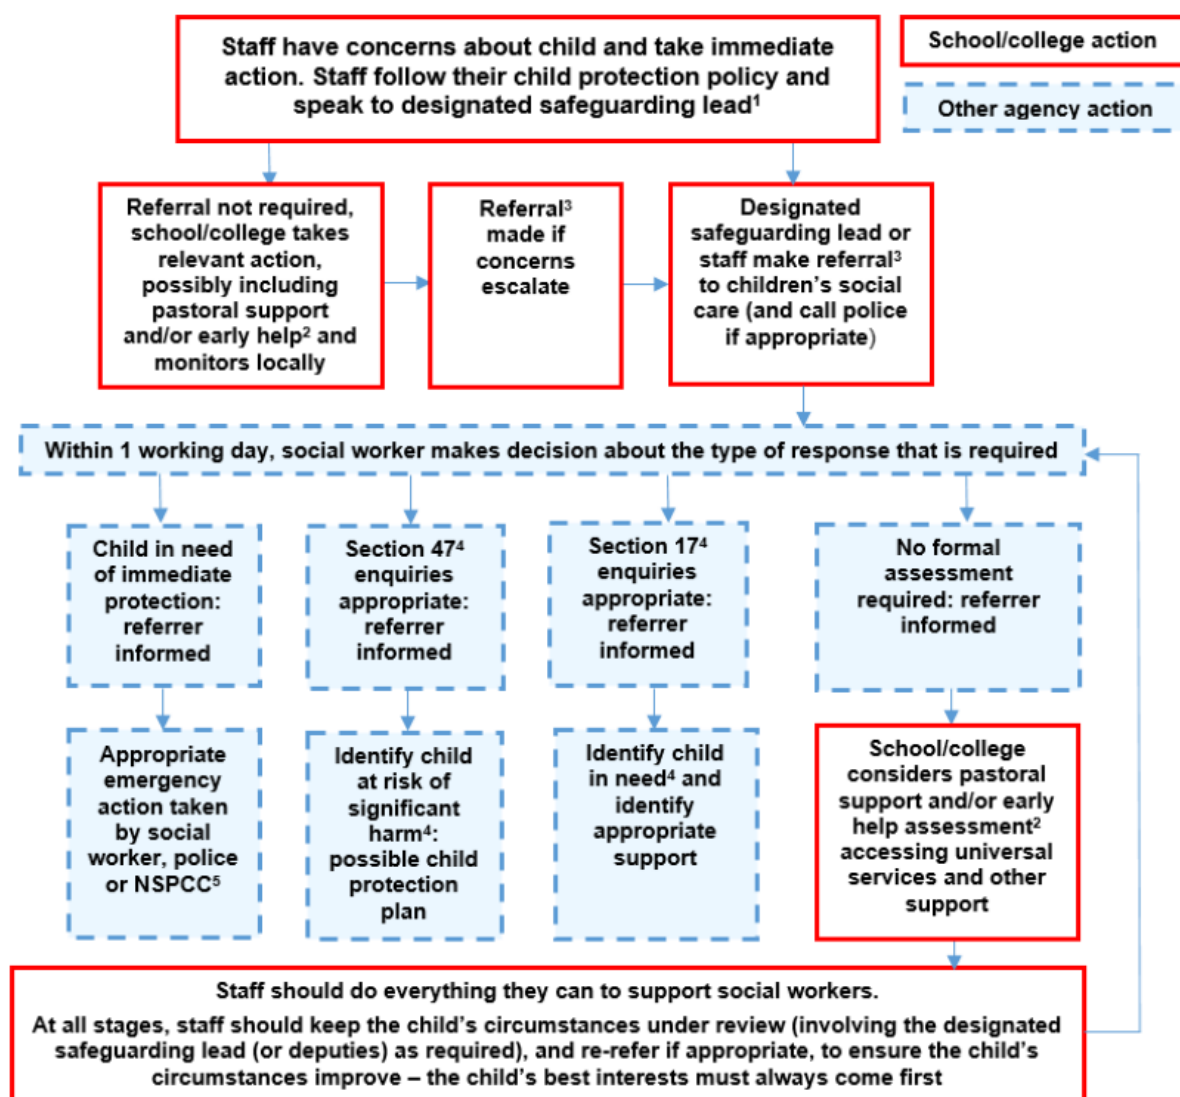 Staff have concerns about child and take immediate
action. Staff follow their child protection policy and
speak to designated safeguarding lead¹
School/college action
Other agency action
Referral not required,
school/college takes
relevant action,
possibly including
pastoral support
and/or early help² and
monitors locally
Referral³
made if
concerns
escalate
Designated
safeguarding lead or
staff make referral³
to children's social
care (and call police
if appropriate)
Within 1 working day, social worker makes decision about the type of response that is required
Child in need
of immediate
protection:
referrer
informed
Section 47⁴
enquiries
appropriate:
referrer
informed
Section 17⁴
enquiries
appropriate:
referrer
informed
No formal
assessment
required: referrer
informed
Appropriate
emergency
action taken
by social
worker, police
or NSPCC⁵
Identify child
at risk of
significant
harm⁴:
possible child
protection
plan
Identify child
in need⁴ and
identify
appropriate
support
School/college
considers pastoral
support and/or early
help assessment²
accessing universal
services and other
support
Staff should do everything they can to support social workers.
At all stages, staff should keep the child's circumstances under review (involving the designated
safeguarding lead (or deputies) as required), and re-refer if appropriate, to ensure the child's
circumstances improve – the child's best interests must always come first